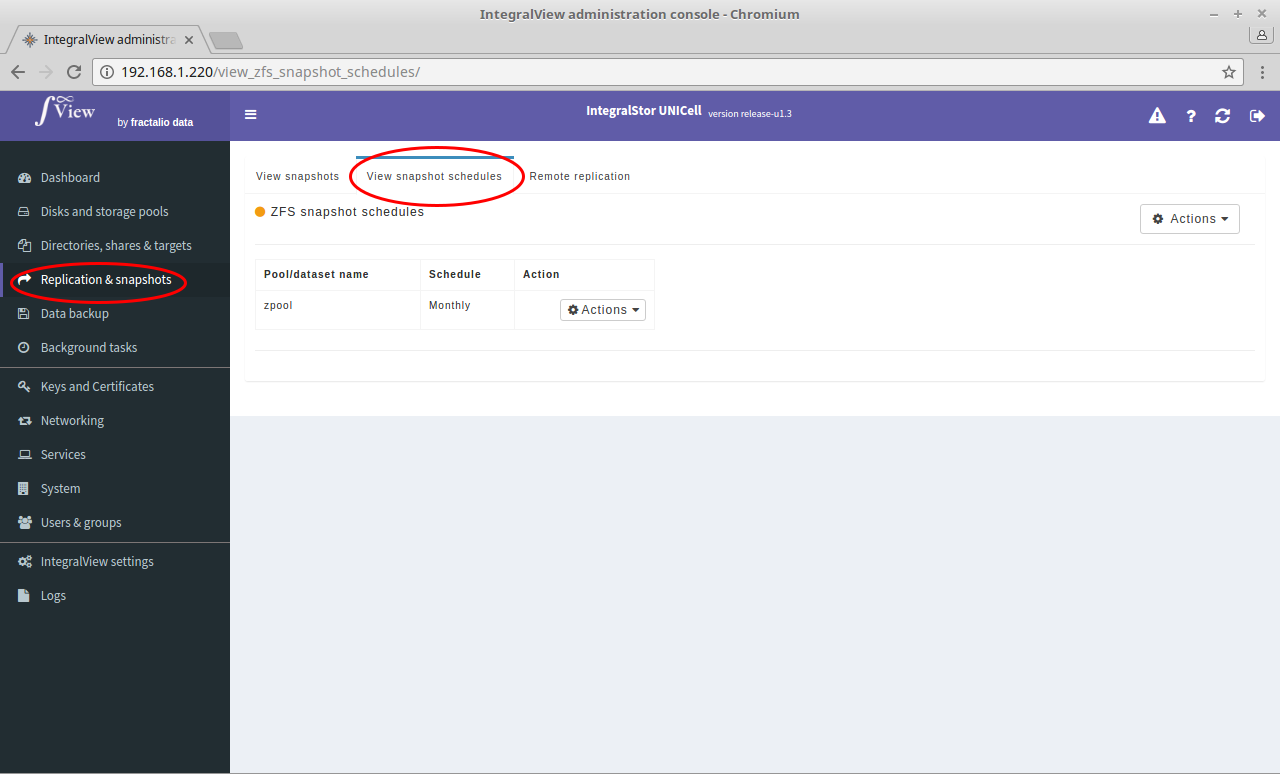 IntegralView administration console - Chromium
IntegralView administra
192.168.1.220/view_zfs_snapshot_schedules/
View by fractalio data
IntegralStor UNICell version release-u1.3
Dashboard
Disks and storage pools
Directories, shares & targets
Replication & snapshots
Data backup
Background tasks
Keys and Certificates
Networking
Services
System
Users & groups
IntegralView settings
Logs
View snapshots View snapshot schedules Remote replication
ZFS snapshot schedules Actions
Pool/dataset name Schedule Action
zpool Monthly Actions